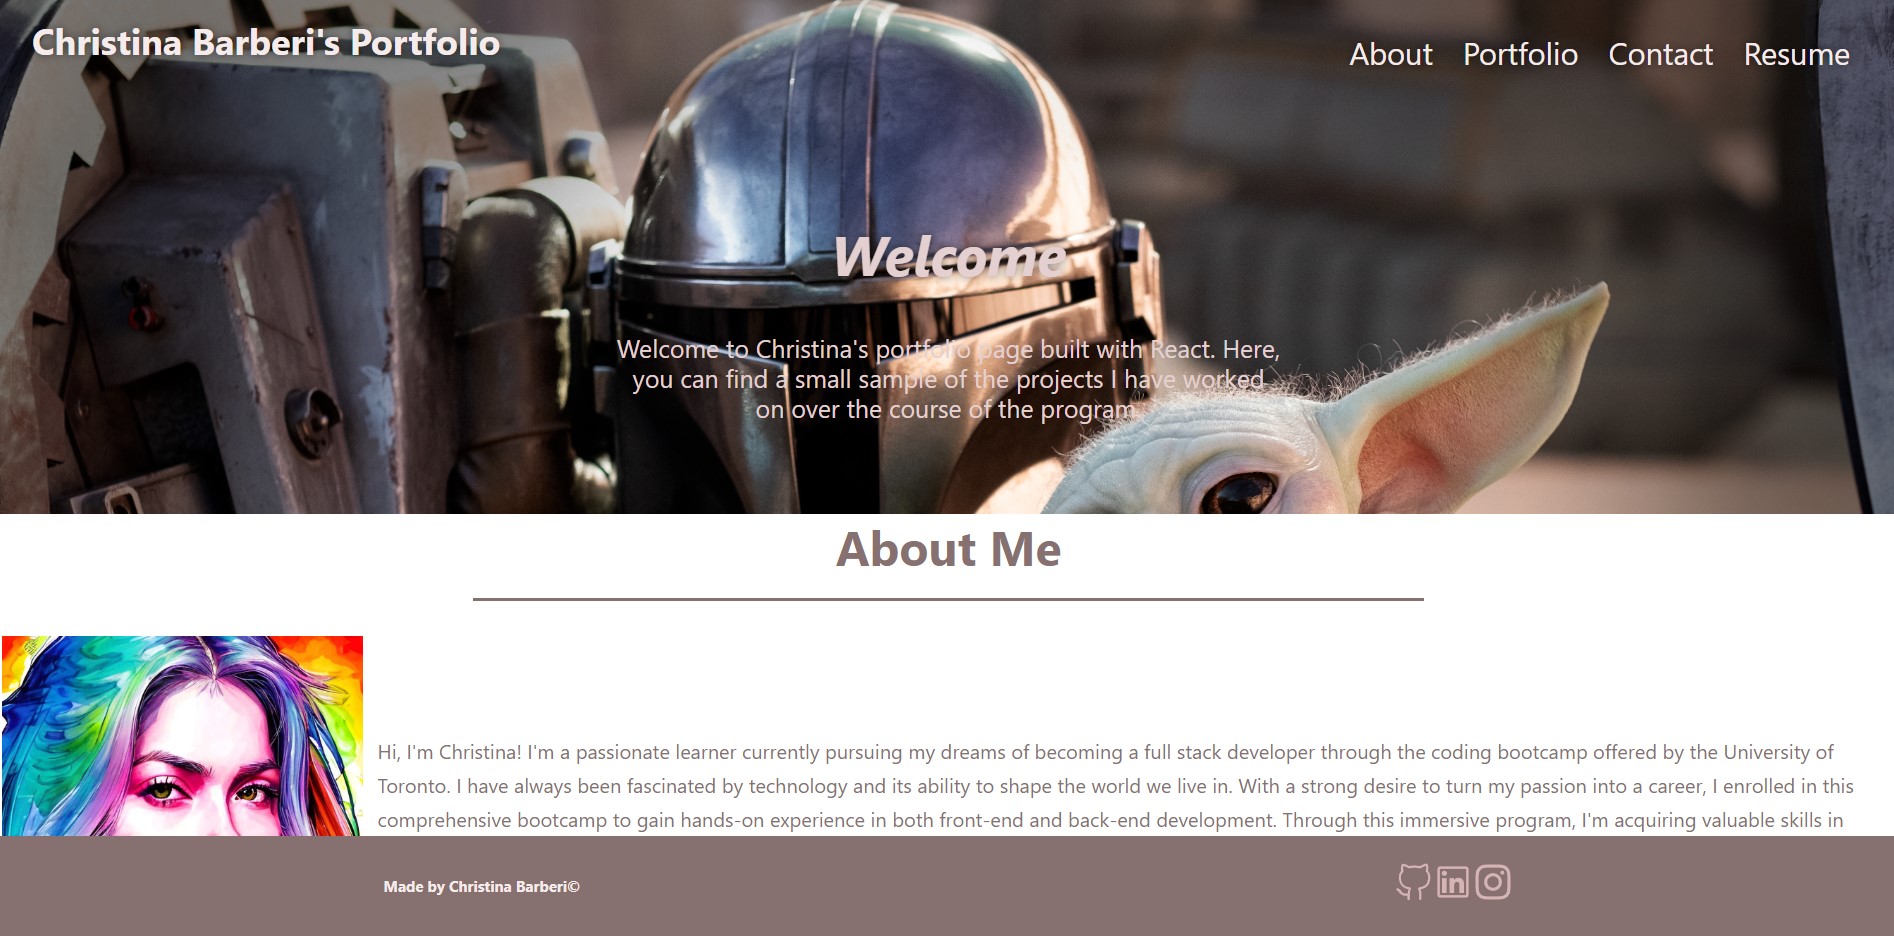 Christina Barberi's Portfolio
About Portfolio Contact Resume
Welcome
Welcome to Christina's portfolio page built with React. Here,
you can find a small sample of the projects I have worked
on over the course of the program.
About Me
Hi, I'm Christina! I'm a passionate learner currently pursuing my dreams of becoming a full stack developer through the coding bootcamp offered by the University of
Toronto. I have always been fascinated by technology and its ability to shape the world we live in. With a strong desire to turn my passion into a career, I enrolled in this
comprehensive bootcamp to gain hands-on experience in both front-end and back-end development. Through this immersive program, I'm acquiring valuable skills in
Made by Christina Barberi©
in